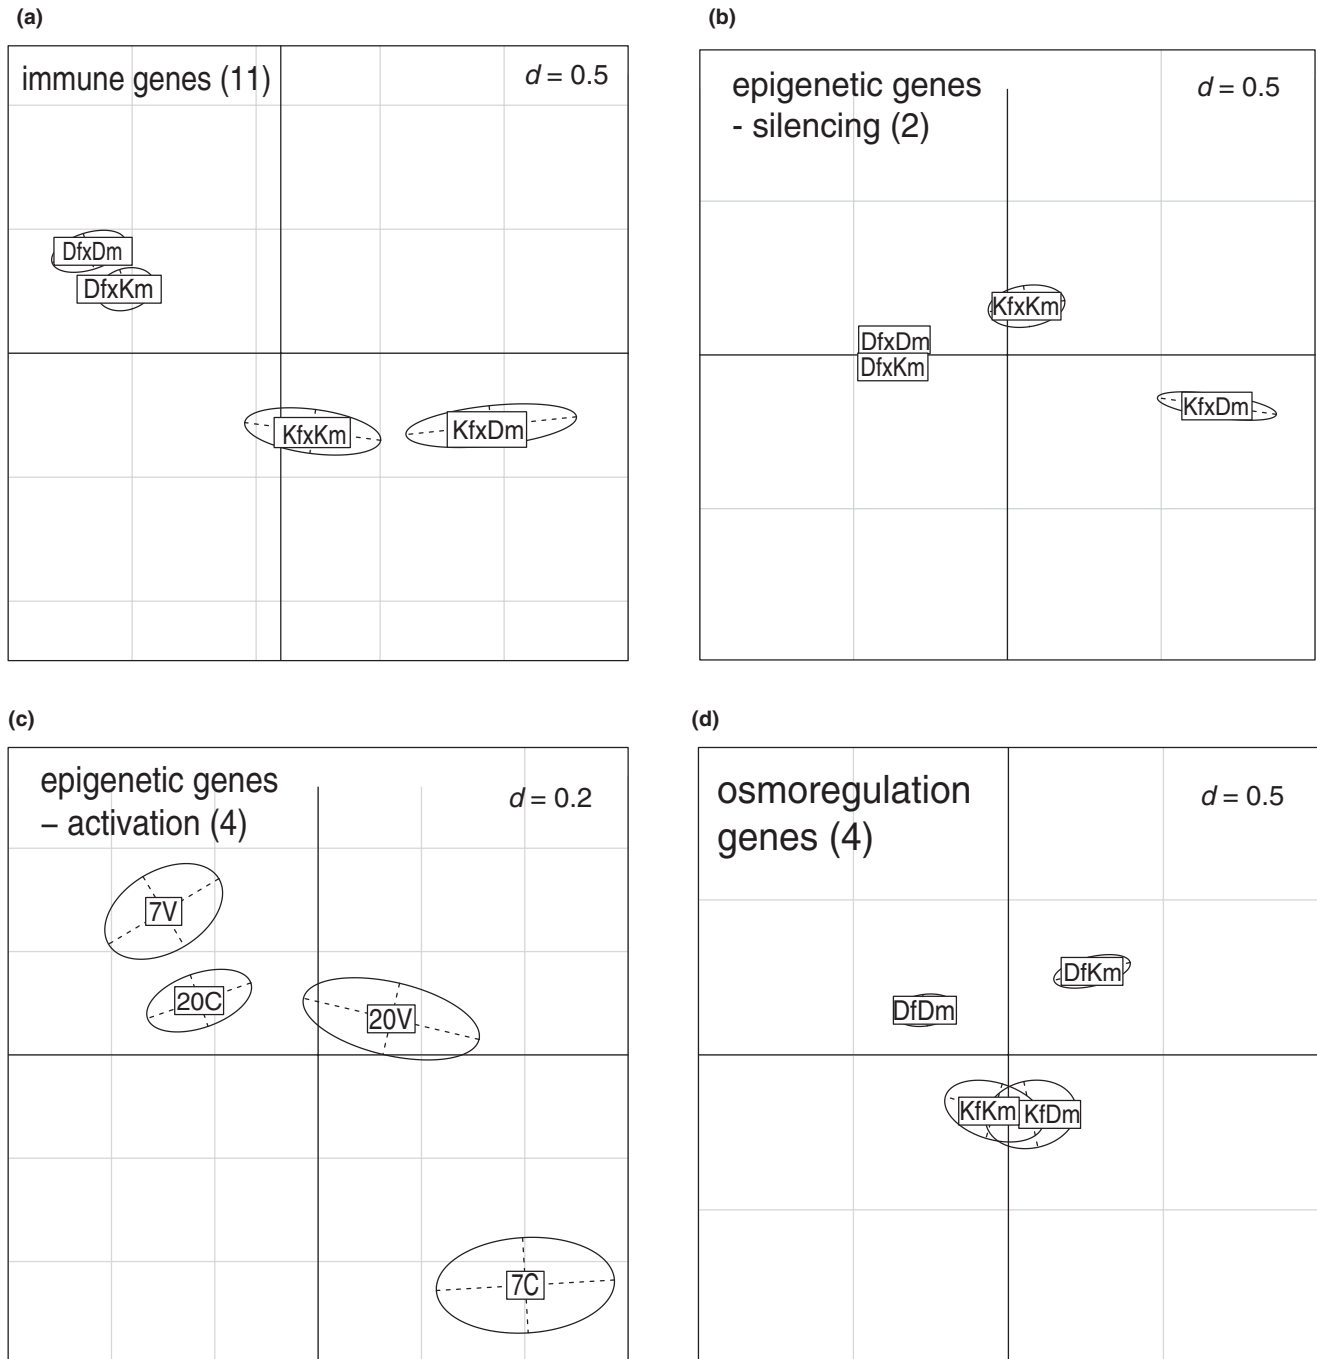 (a)
immune genes (11)
d = 0.5
DfxDm
DfxKm
KfxKm
KfxDm
(b)
epigenetic genes
- silencing (2)
d = 0.5
KfxKm
DfxDm
DfxKm
KfxDm
(c)
epigenetic genes
– activation (4)
d = 0.2
7V
20C
20V
7C
(d)
osmoregulation
genes (4)
d = 0.5
DfKm
DfDm
KfKm
KfDm